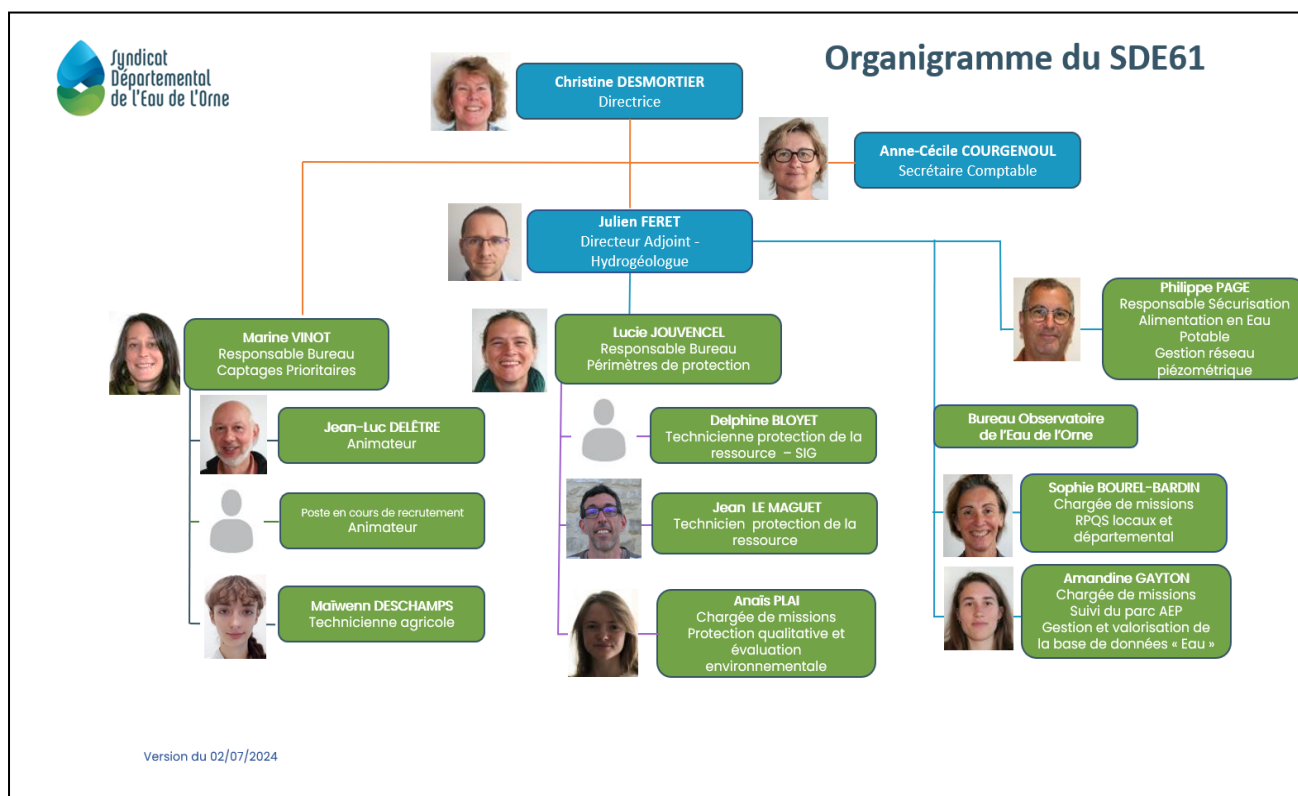 Syndicat
Départemental
de l'Eau de l'Orne
Organigramme du SDE61
Christine DESMORTIER
Directrice
Anne-Cécile COURGENOUL
Secrétaire Comptable
Julien FERET
Directeur Adjoint -
Hydrogéologue
Philippe PAGE
Responsable Sécurisation
Alimentation en Eau
Potable
Gestion réseau
piézométrique
Marine VINOT
Responsable Bureau
Captages Prioritaires
Lucie JOUVENCEL
Responsable Bureau
Périmètres de protection
Jean-Luc DELÊTRE
Animateur
Poste en cours de recrutement
Animateur
Maïwenn DESCHAMPS
Technicienne agricole
Delphine BLOYET
Technicienne protection de la
ressource – SIG
Jean LE MAGUET
Technicien protection de la
ressource
Anaïs PLAI
Chargée de missions
Protection qualitative et
évaluation
environnementale
Bureau Observatoire
de l'Eau de l'Orne
Sophie BOUREL-BARDIN
Chargée de missions
RPQS locaux et
départemental
Amandine GAYTON
Chargée de missions
Suivi du parc AEP
Gestion et valorisation de
la base de données « Eau »
Version du 02/07/2024